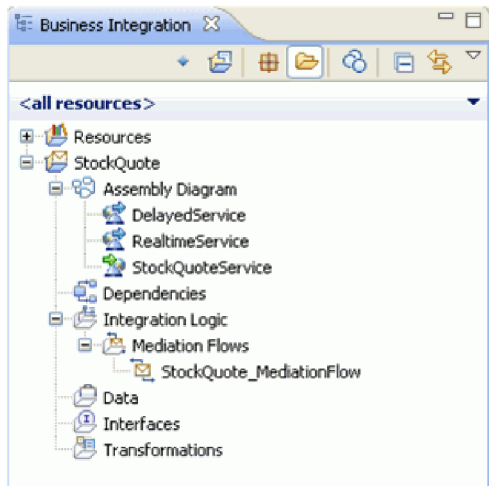 Business Integration
<all resources>
Resources
StockQuote
Assembly Diagram
DelayedService
RealtimeService
StockQuoteService
Dependencies
Integration Logic
Mediation Flows
StockQuote_MediationFlow
Data
Interfaces
Transformations